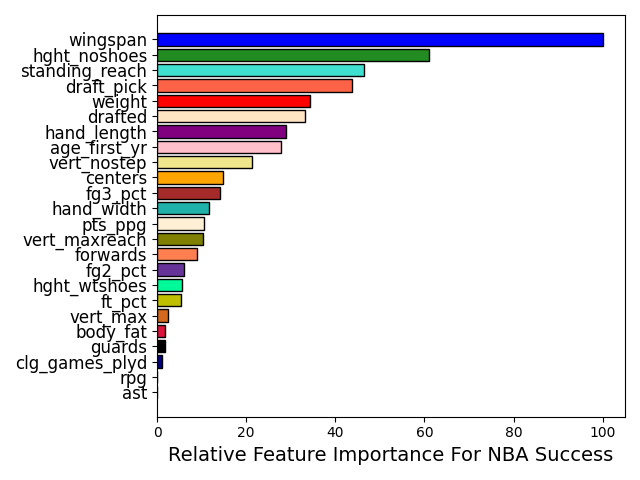 wingspan
hght_noshoes
standing_reach
draft_pick
weight
drafted
hand_length
age_first_yr
vert_nostep
centers
fg3_pct
hand_width
pts_ppg
vert_maxreach
forwards
fg2_pct
hght_wtshoes
ft_pct
vert_max
body_fat
guards
clg_games_plyd
rpg
ast
0 20 40 60 80 100
Relative Feature Importance For NBA Success